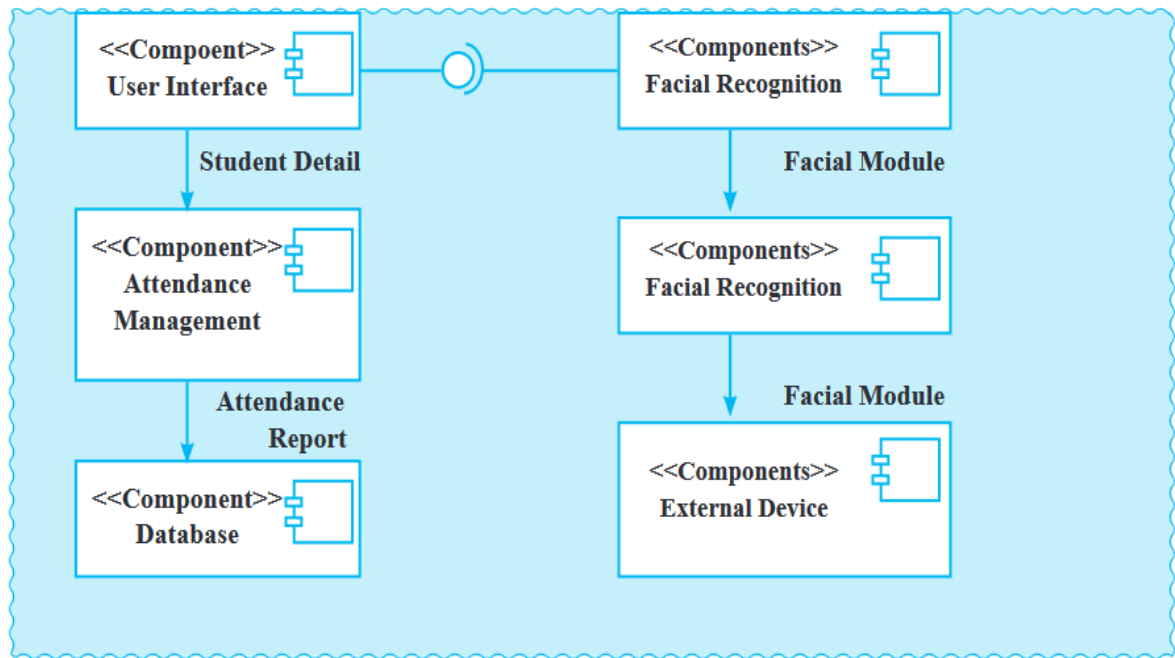 <<Compoent>>
User Interface
<<Components>>
Facial Recognition
Student Detail
Facial Module
<<Component>>
Attendance
Management
<<Components>>
Facial Recognition
Attendance
Report
Facial Module
<<Component>>
Database
<<Components>>
External Device